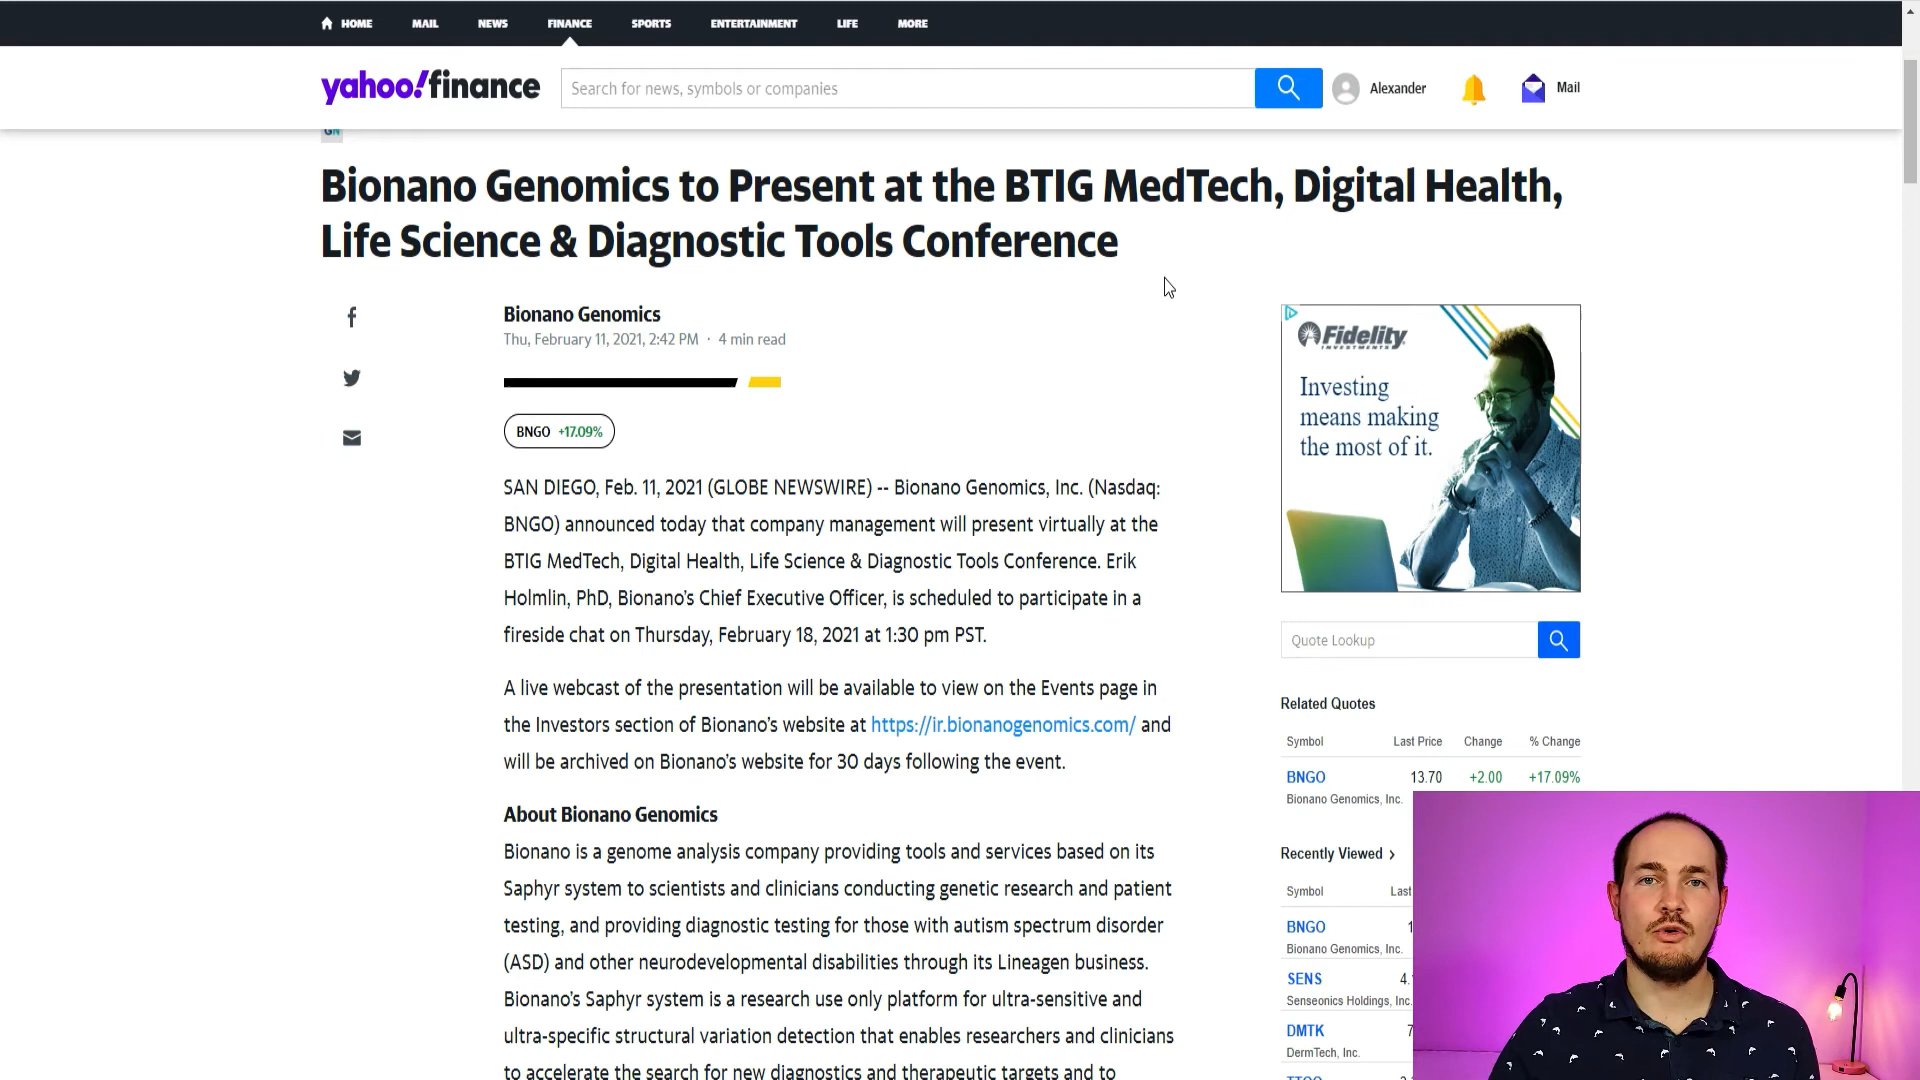 HOME MAIL NEWS FINANCE SPORTS ENTERTAINMENT LIFE MORE
yahoo!finance Search for news, symbols or companies Alexander Mail
GN
Bionano Genomics to Present at the BTIG MedTech, Digital Health,
Life Science & Diagnostic Tools Conference
Bionano Genomics
Thu, February 11, 2021, 2:42 PM · 4 min read
BNGO +17.09%
SAN DIEGO, Feb. 11, 2021 (GLOBE NEWSWIRE) -- Bionano Genomics, Inc. (Nasdaq:
BNGO) announced today that company management will present virtually at the
BTIG MedTech, Digital Health, Life Science & Diagnostic Tools Conference. Erik
Holmlin, PhD, Bionano's Chief Executive Officer, is scheduled to participate in a
fireside chat on Thursday, February 18, 2021 at 1:30 pm PST.
A live webcast of the presentation will be available to view on the Events page in
the Investors section of Bionano's website at https://ir.bionanogenomics.com/ and
will be archived on Bionano's website for 30 days following the event.
About Bionano Genomics
Bionano is a genome analysis company providing tools and services based on its
Saphyr system to scientists and clinicians conducting genetic research and patient
testing, and providing diagnostic testing for those with autism spectrum disorder
(ASD) and other neurodevelopmental disabilities through its Lineagen business.
Bionano's Saphyr system is a research use only platform for ultra-sensitive and
ultra-specific structural variation detection that enables researchers and clinicians
to accelerate the search for new diagnostics and therapeutic targets and to
Fidelity
INVESTMENTS
Investing
means making
the most of it.
Quote Lookup
Related Quotes
Symbol Last Price Change % Change
BNGO 13.70 +2.00 +17.09%
Bionano Genomics, Inc.
Recently Viewed >
Symbol Last
BNGO 1
Bionano Genomics, Inc.
SENS 4.
Senseonics Holdings, Inc.
DMTK 7
DermTech, Inc.